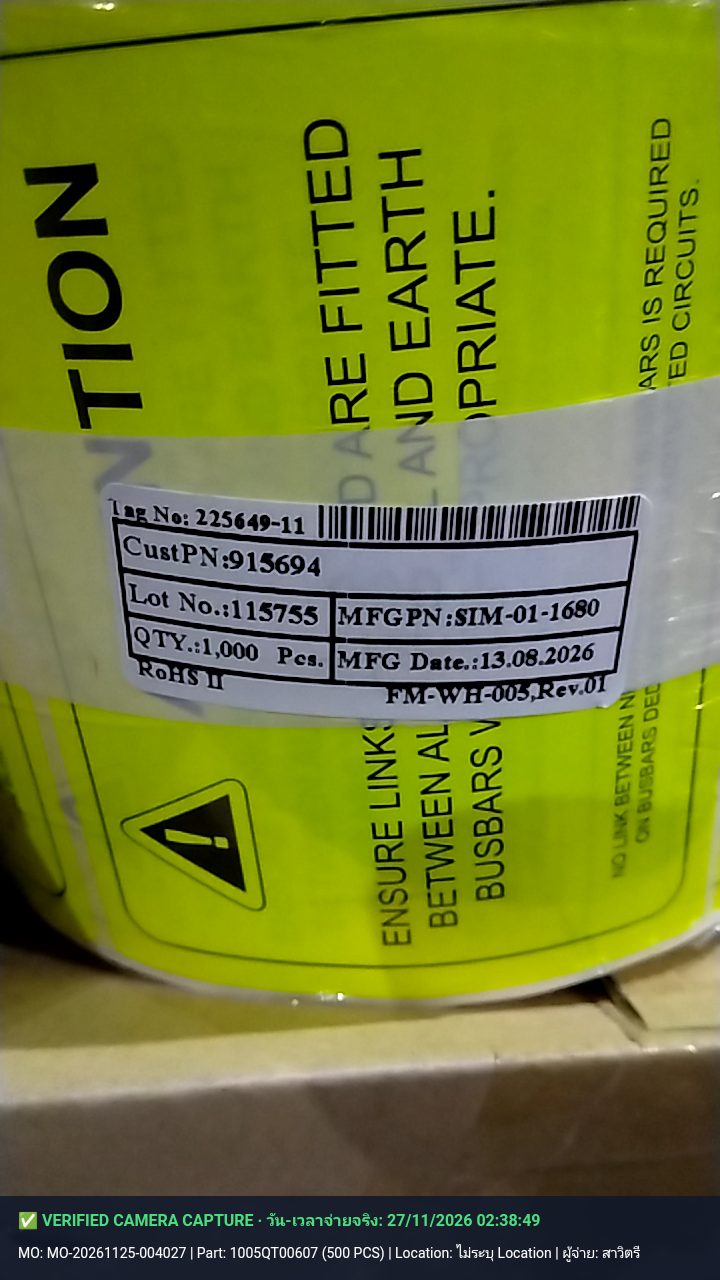 TION
ARE FITTED
AND EARTH
OPRIATE.
ARS IS REQUIRED
ED CIRCUITS.
Tag No: 225649-11
CustPN:915694
Lot No.:115755
MFGPN:SIM-01-1680
QTY.:1,000 Pcs.
MFG Date.:13.08.2026
RoHS II
FM-WH-005,Rev.01
ENSURE LINKS
BETWEEN AL
BUSBARS
NO LINK BETWEEN N
ON BUSBARS DED
✅ VERIFIED CAMERA CAPTURE · วัน-เวลาจ่ายจริง: 27/11/2026 02:38:49
MO: MO-20261125-004027 | Part: 1005QT00607 (500 PCS) | Location: ไม่ระบุ Location | ผู้จ่าย: สาวิตรี